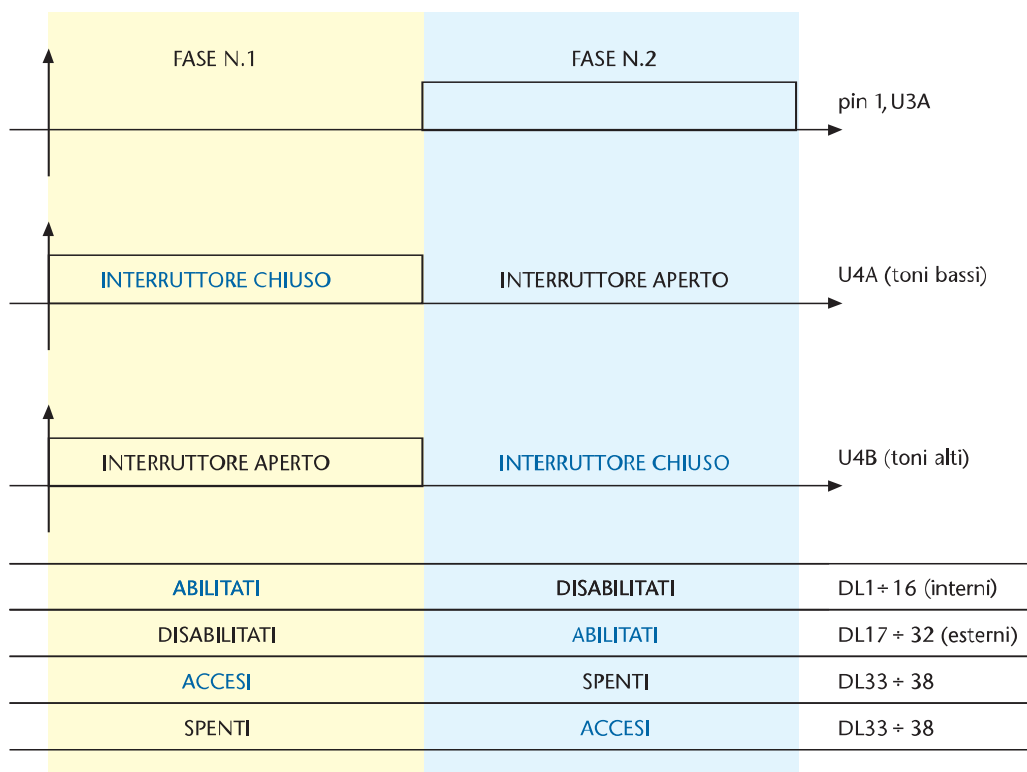 FASE N.1 FASE N.2
pin 1, U3A
INTERRUTTORE CHIUSO INTERRUTTORE APERTO U4A (toni bassi)
INTERRUTTORE APERTO INTERRUTTORE CHIUSO U4B (toni alti)
ABILITATI DISABILITATI DL1÷16 (interni)
DISABILITATI ABILITATI DL17 ÷ 32 (esterni)
ACCESI SPENTI DL33 ÷ 38
SPENTI ACCESI DL33 ÷ 38